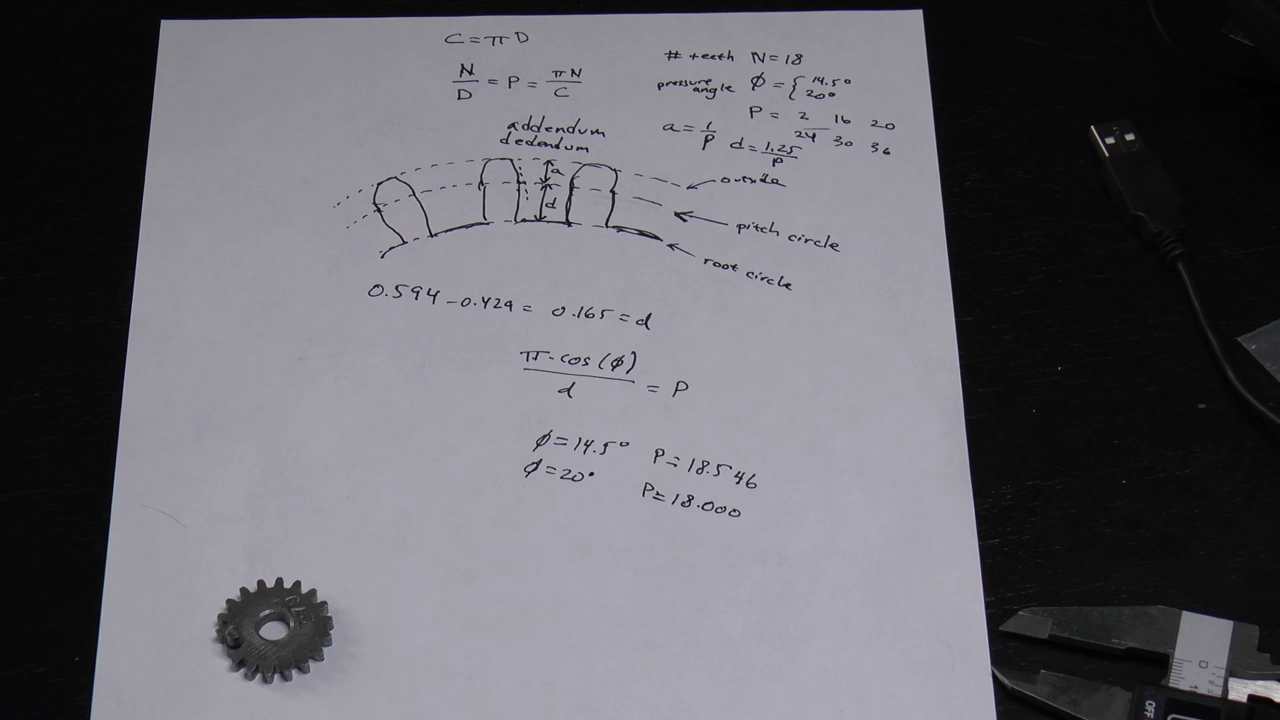 C = π D
N/D = P = πN/C
# teeth N = 18
pressure angle ϕ = { 14.5° 20°
P = 2 16 20
24 30 36
a = 1/P d = 1.25/P
addendum
dedendum
a
d
outside
pitch circle
root circle
0.594 - 0.429 = 0.165 = d
π · cos(ϕ) / d = P
ϕ = 14.5° P = 18.546
ϕ = 20° P = 18.000
OFF